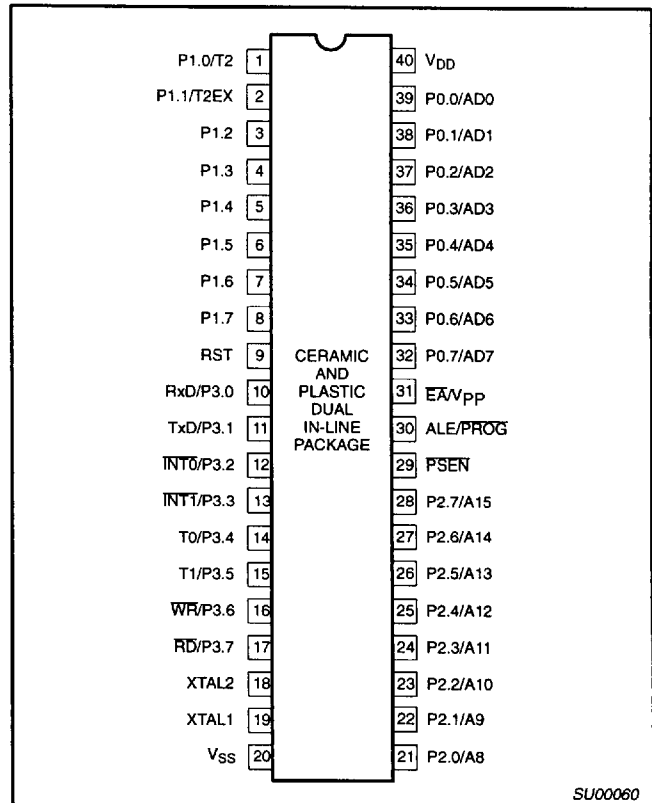 P1.0/T2 1 40 VDD
P1.1/T2EX 2 39 P0.0/AD0
P1.2 3 38 P0.1/AD1
P1.3 4 37 P0.2/AD2
P1.4 5 36 P0.3/AD3
P1.5 6 35 P0.4/AD4
P1.6 7 34 P0.5/AD5
P1.7 8 33 P0.6/AD6
RST 9 32 P0.7/AD7
RxD/P3.0 10 31 E̅A̅/VPP
TxD/P3.1 11 30 ALE/P̅R̅O̅G̅
I̅N̅T̅0̅/P3.2 12 29 P̅S̅E̅N̅
I̅N̅T̅1̅/P3.3 13 28 P2.7/A15
T0/P3.4 14 27 P2.6/A14
T1/P3.5 15 26 P2.5/A13
W̅R̅/P3.6 16 25 P2.4/A12
R̅D̅/P3.7 17 24 P2.3/A11
XTAL2 18 23 P2.2/A10
XTAL1 19 22 P2.1/A9
VSS 20 21 P2.0/A8
CERAMIC
AND
PLASTIC
DUAL
IN-LINE
PACKAGE
SU00060